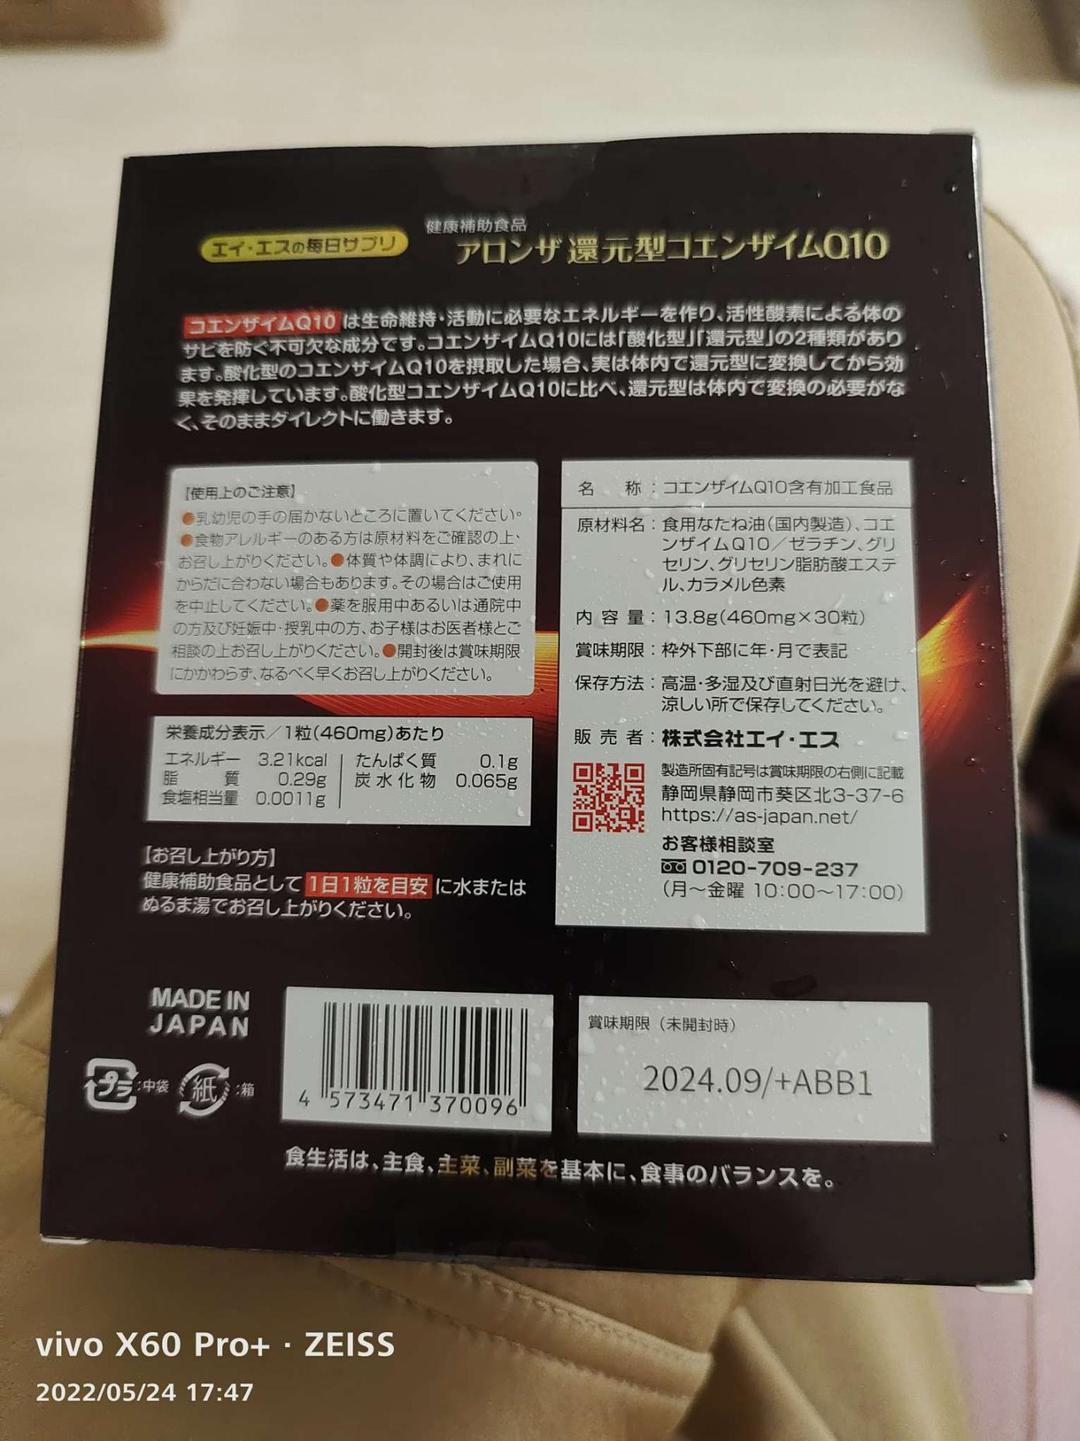 エイ・エスの毎日サプリ
健康補助食品
アロンザ 還元型コエンザイムQ10
コエンザイムQ10は生命維持・活動に必要なエネルギーを作り、活性酸素による体の
サビを防ぐ不可欠な成分です。コエンザイムQ10には「酸化型」「還元型」の2種類があり
ます。酸化型のコエンザイムQ10を摂取した場合、実は体内で還元型に変換してから効
果を発揮しています。酸化型コエンザイムQ10に比べ、還元型は体内で変換の必要がな
く、そのままダイレクトに働きます。
【使用上のご注意】
●乳幼児の手の届かないところに置いてください。
●食物アレルギーのある方は原材料をご確認の上、
お召し上がりください。●体質や体調により、まれに
からだに合わない場合もあります。その場合はご使用
を中止してください。●薬を服用中あるいは通院中
の方及び妊娠中・授乳中の方、お子様はお医者様とご
相談の上お召し上がりください。●開封後は賞味期限
にかかわらず、なるべく早くお召し上がりください。
栄養成分表示／1粒(460mg)あたり
エネルギー 3.21kcal たんぱく質 0.1g
脂 質 0.29g 炭水化物 0.065g
食塩相当量 0.0011g
【お召し上がり方】
健康補助食品として 1日1粒を目安 に水または
ぬるま湯でお召し上がりください。
名 称：コエンザイムQ10含有加工食品
原材料名：食用なたね油(国内製造)、コエ
ンザイムQ10／ゼラチン、グリ
セリン、グリセリン脂肪酸エステ
ル、カラメル色素
内容量：13.8g(460mg×30粒)
賞味期限：枠外下部に年・月で表記
保存方法：高温・多湿及び直射日光を避け、
涼しい所で保存してください。
販売者：株式会社エイ・エス
製造所固有記号は賞味期限の右側に記載
静岡県静岡市葵区北3-37-6
https://as-japan.net/
お客様相談室
0120-709-237
(月～金曜 10:00～17:00)
MADE IN
JAPAN
プラ：中袋 紙：箱
4 573471 370096
賞味期限（未開封時）
2024.09/+ABB1
食生活は、主食、主菜、副菜を基本に、食事のバランスを。
vivo X60 Pro+ · ZEISS
2022/05/24 17:47